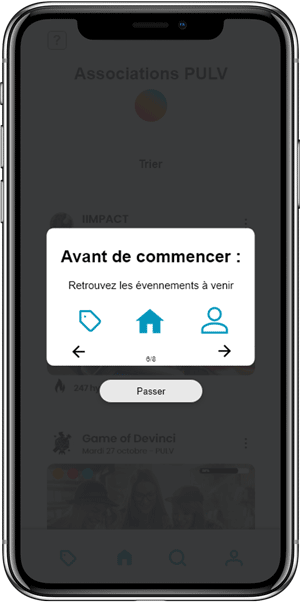 ?
Associations PULV
Trier
IIMPACT
Avant de commencer :
Retrouvez les évennements à venir
6/8
Passer
Game of Devinci
Mardi 27 octobre - PULV